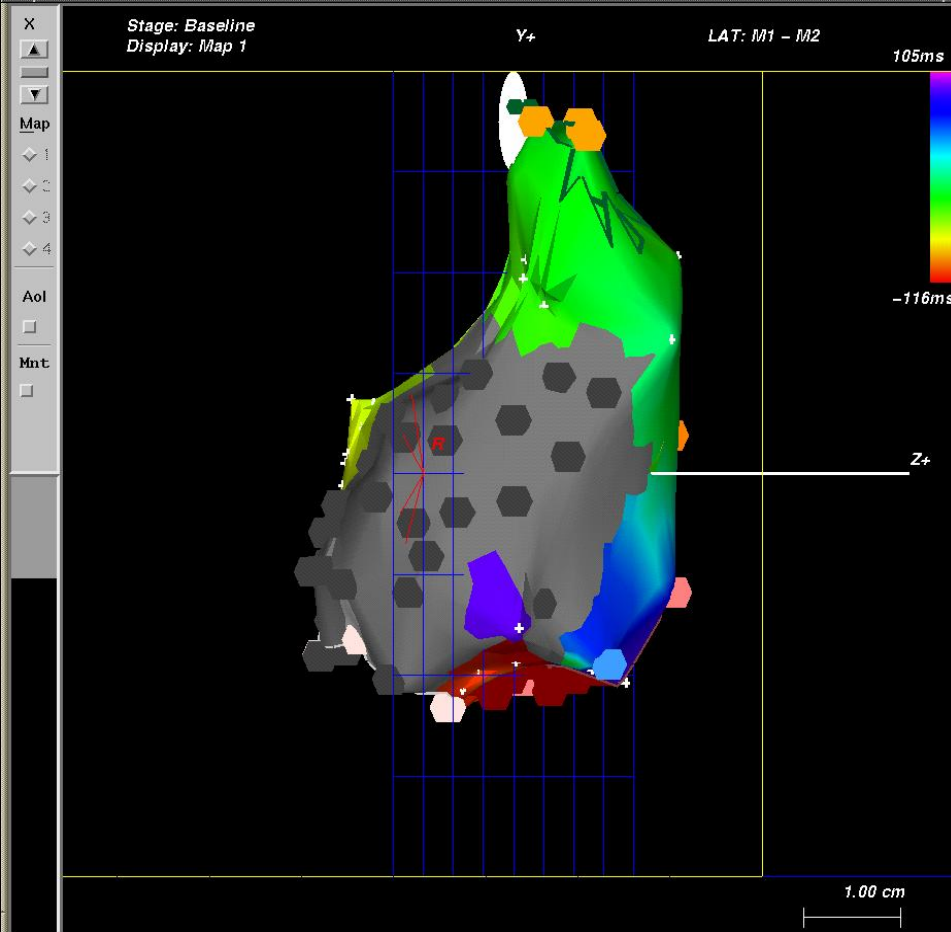 X
Stage: Baseline
Display: Map 1
Y+
LAT: M1 - M2
105ms
Map
1
2
3
4
-116ms
Aol
Mnt
R
Z+
1.00 cm